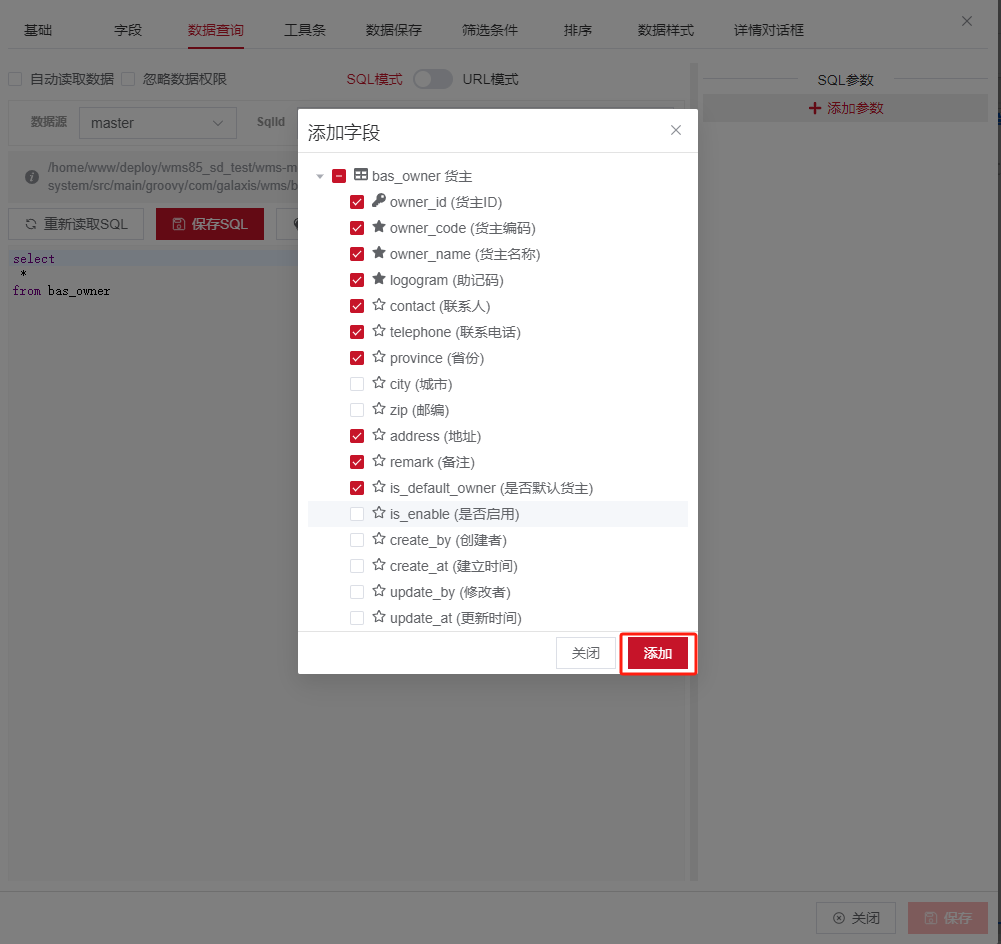 基础 字段 数据查询 工具条 数据保存 筛选条件 排序 数据样式 详情对话框
自动读取数据 忽略数据权限 SQL模式 URL模式 SQL参数
添加参数
数据源 master SqlId
/home/www/deploy/wms85_sd_test/wms-m
system/src/main/groovy/com/galaxis/wms/b
重新读取SQL 保存SQL
select
*
from bas_owner
添加字段
bas_owner 货主
owner_id (货主ID)
owner_code (货主编码)
owner_name (货主名称)
logogram (助记码)
contact (联系人)
telephone (联系电话)
province (省份)
city (城市)
zip (邮编)
address (地址)
remark (备注)
is_default_owner (是否默认货主)
is_enable (是否启用)
create_by (创建者)
create_at (建立时间)
update_by (修改者)
update_at (更新时间)
关闭 添加
关闭 保存